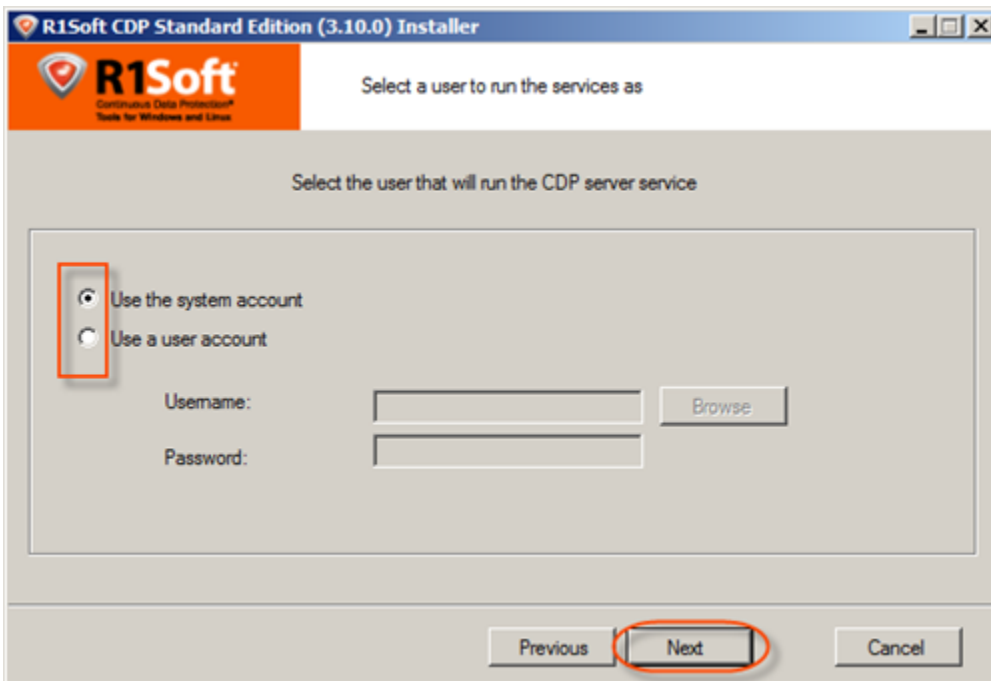 R1Soft CDP Standard Edition (3.10.0) Installer
R1Soft
Continuous Data Protection®
Tools for Windows and Linux
Select a user to run the services as
Select the user that will run the CDP server service
Use the system account
Use a user account
Username:
Browse
Password:
Previous
Next
Cancel